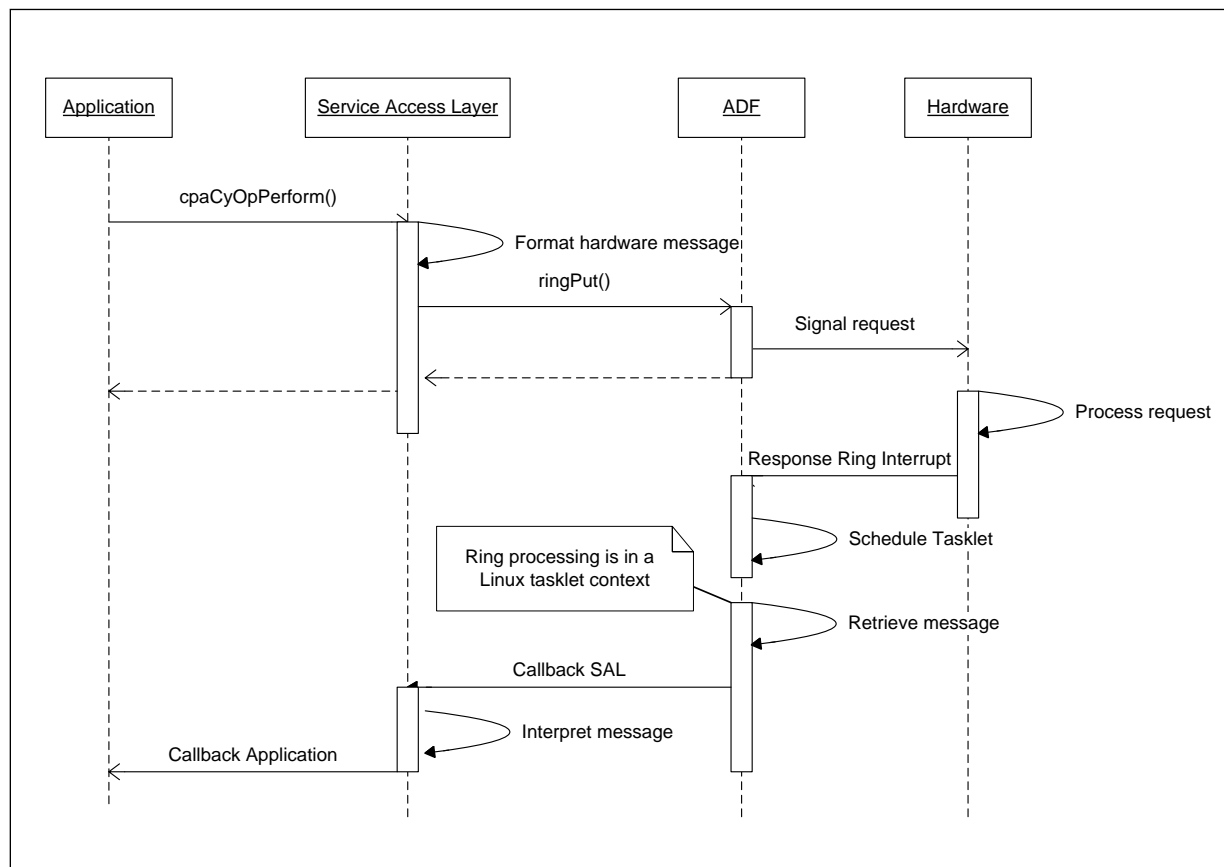 Application
Service Access Layer
ADF
Hardware
cpaCyOpPerform()
Format hardware message
ringPut()
Signal request
Process request
Response Ring Interrupt
Schedule Tasklet
Ring processing is in a
Linux tasklet context
Retrieve message
Callback SAL
Interpret message
Callback Application